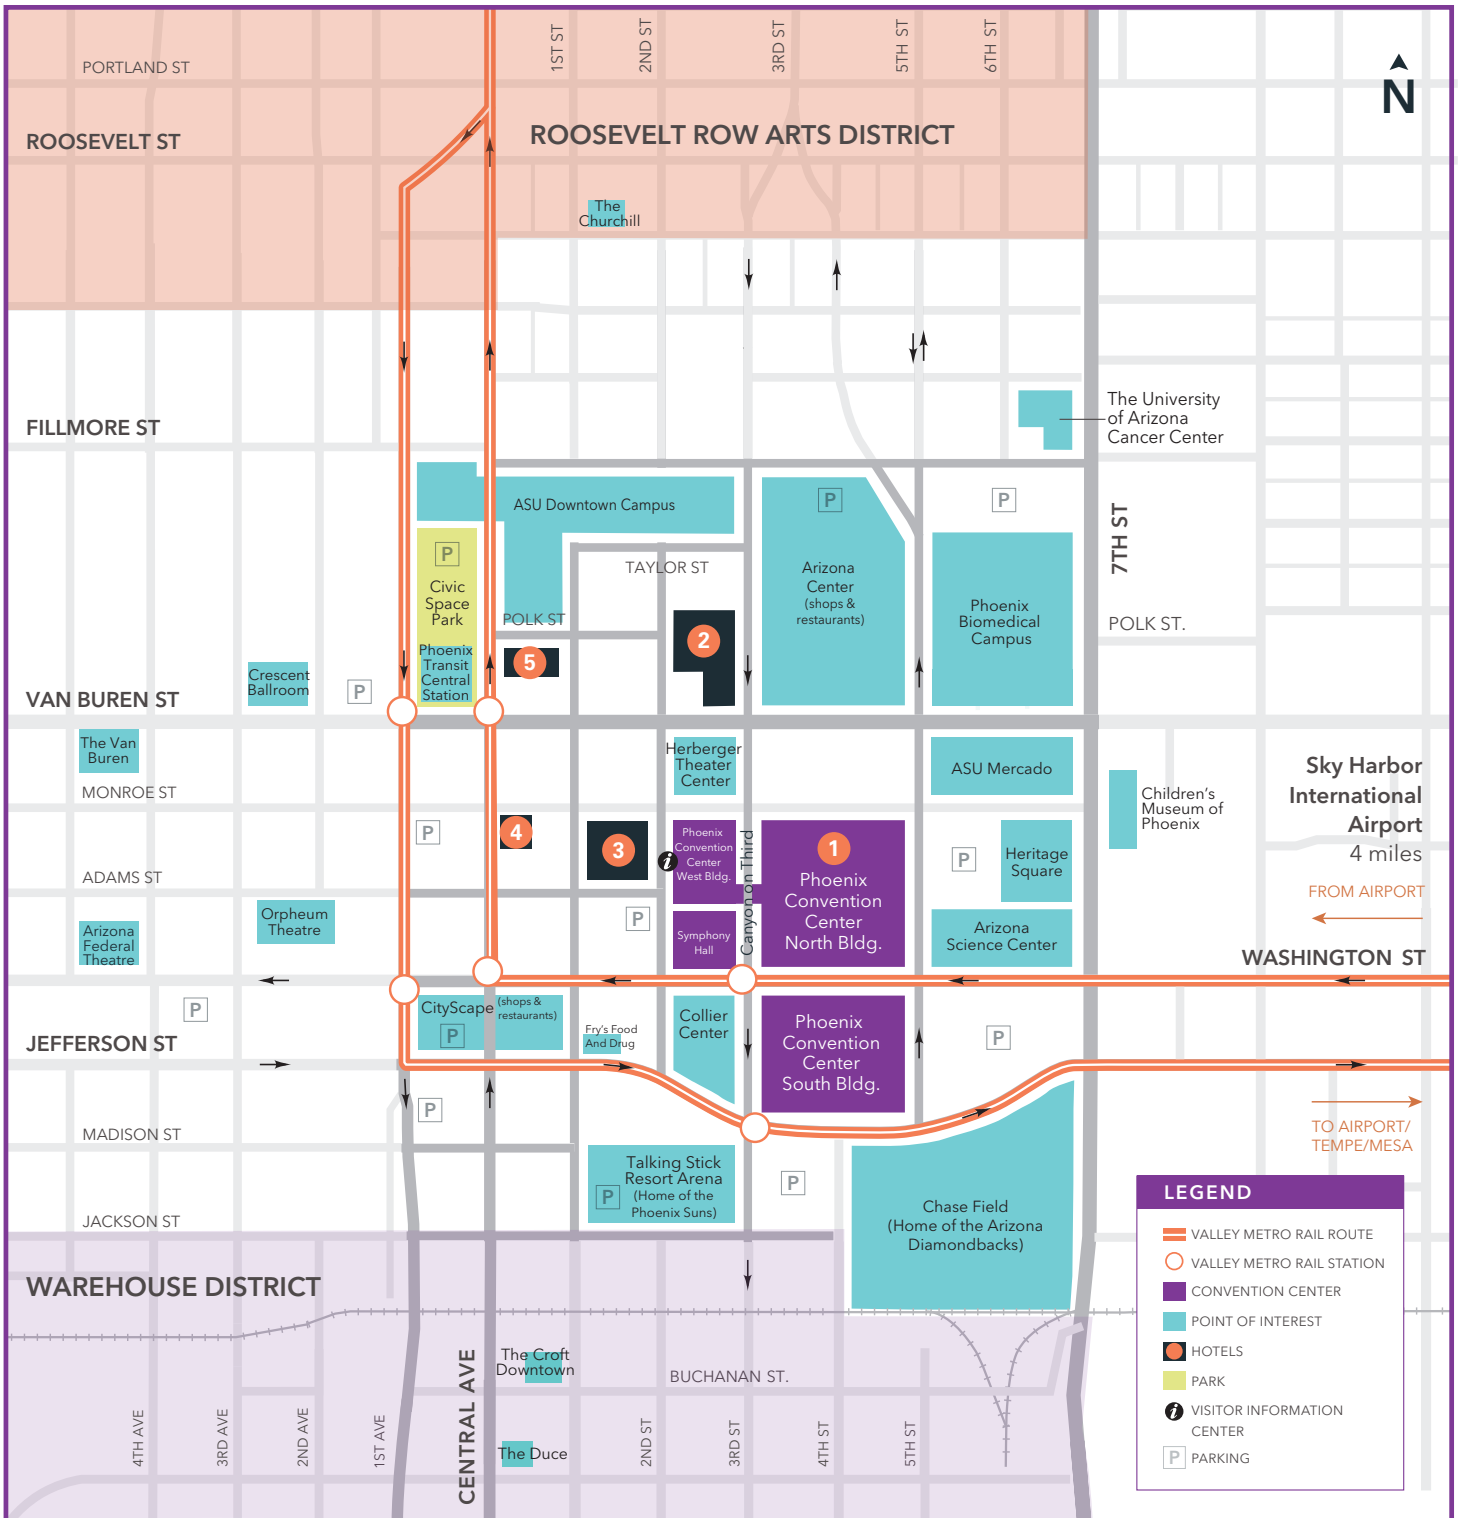 1ST ST
2ND ST
3RD ST
5TH ST
6TH ST
N
PORTLAND ST
ROOSEVELT ST
ROOSEVELT ROW ARTS DISTRICT
The
Churchill
FILLMORE ST
The University
of Arizona
Cancer Center
ASU Downtown Campus
P
P
7TH ST
P
Civic
Space
Park
TAYLOR ST
Arizona
Center
(shops &
restaurants)
Phoenix
Biomedical
Campus
POLK ST
POLK ST.
2
5
Phoenix
Transit
Central
Station
Crescent
Ballroom
P
VAN BUREN ST
The Van
Buren
Herberger
Theater
Center
ASU Mercado
Sky Harbor
International
Airport
4 miles
MONROE ST
Children's
Museum of
Phoenix
P
4
3
i
Phoenix
Convention
Center
West Bldg.
Canyon on Third
1
Phoenix
Convention
Center
North Bldg.
P
Heritage
Square
ADAMS ST
FROM AIRPORT
Orpheum
Theatre
Arizona
Federal
Theatre
P
Symphony
Hall
Arizona
Science Center
WASHINGTON ST
P
CityScape
(shops &
restaurants)
P
Fry's Food
And Drug
Collier
Center
Phoenix
Convention
Center
South Bldg.
P
JEFFERSON ST
P
MADISON ST
TO AIRPORT/
TEMPE/MESA
Talking Stick
Resort Arena
(Home of the
Phoenix Suns)
P
P
Chase Field
(Home of the Arizona
Diamondbacks)
JACKSON ST
WAREHOUSE DISTRICT
The Croft
Downtown
BUCHANAN ST.
The Duce
4TH AVE
3RD AVE
2ND AVE
1ST AVE
CENTRAL AVE
2ND ST
3RD ST
4TH ST
5TH ST
LEGEND
VALLEY METRO RAIL ROUTE
VALLEY METRO RAIL STATION
CONVENTION CENTER
POINT OF INTEREST
HOTELS
PARK
i VISITOR INFORMATION
CENTER
P PARKING